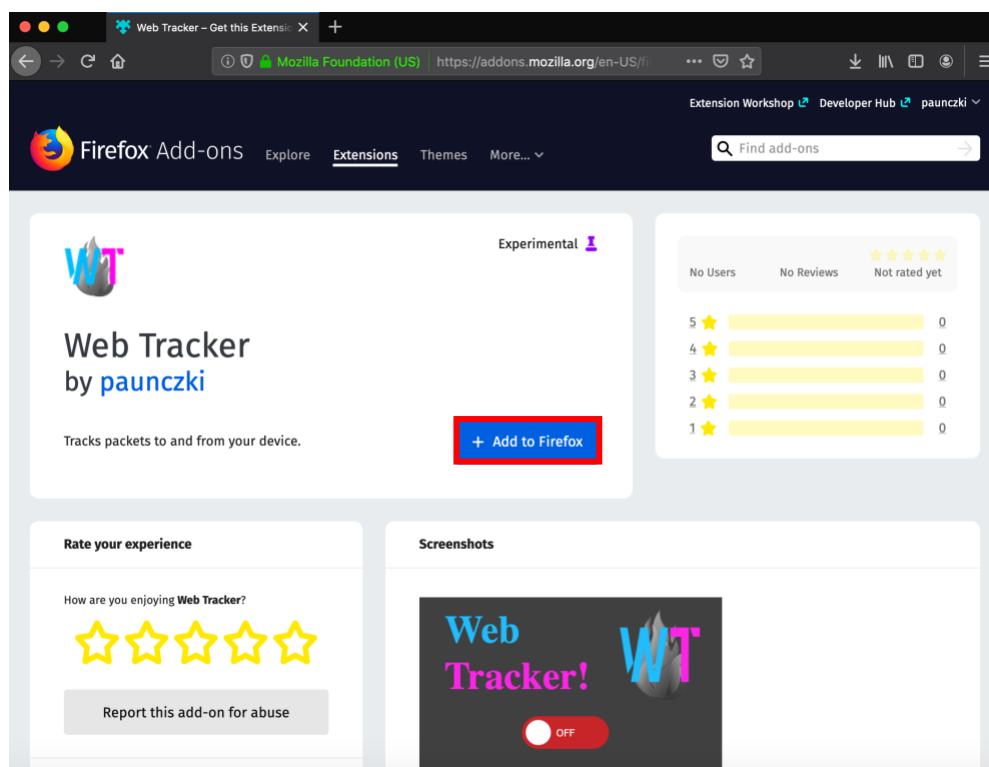 Web Tracker – Get this Extensio
Mozilla Foundation (US) https://addons.mozilla.org/en-US/fi
Extension Workshop Developer Hub paunczki
Firefox Add-ons Explore Extensions Themes More...
Find add-ons
Experimental
WT
Web Tracker
by paunczki
Tracks packets to and from your device.
+ Add to Firefox
No Users No Reviews Not rated yet
5 0
4 0
3 0
2 0
1 0
Rate your experience
How are you enjoying Web Tracker?
Report this add-on for abuse
Screenshots
Web
Tracker!
WT
OFF